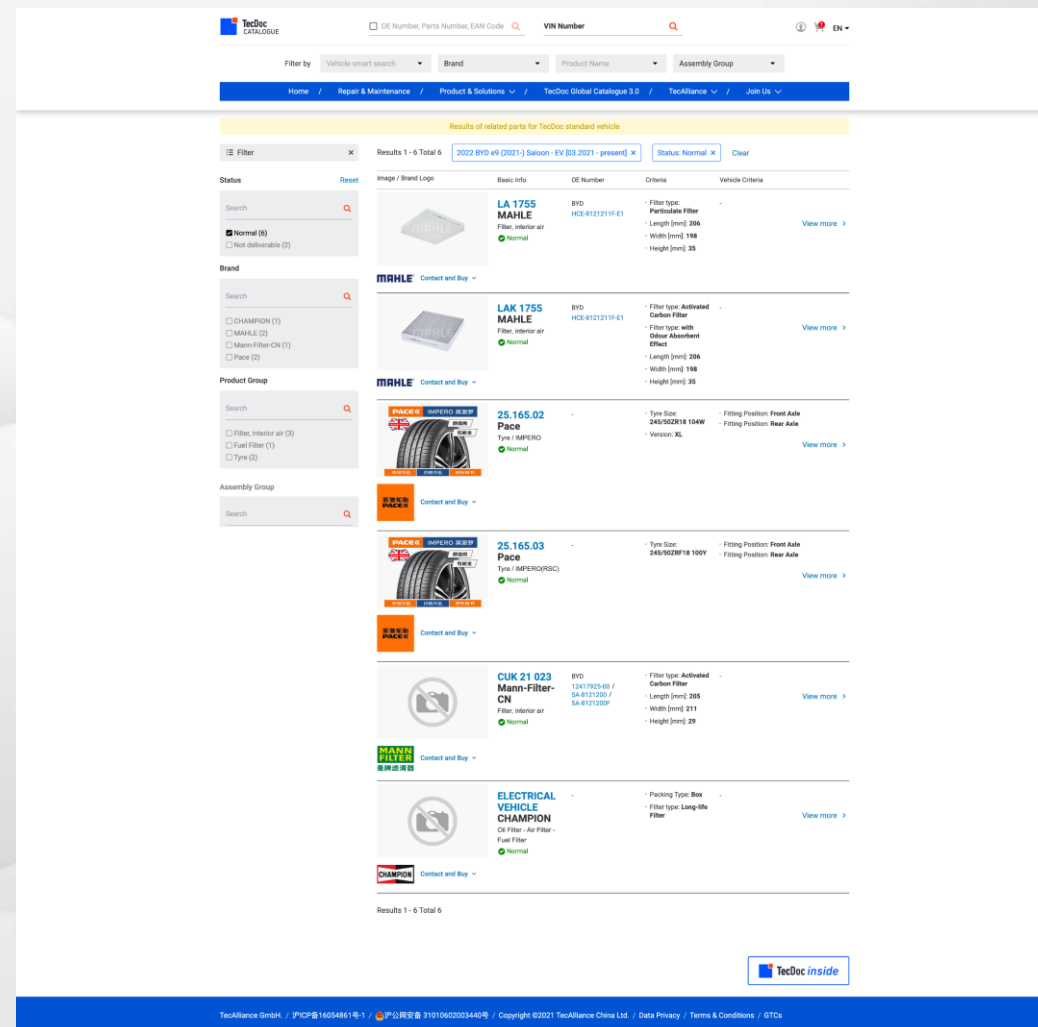 TecDoc
CATALOGUE
OE Number, Parts Number, EAN Code
VIN Number
EN
Filter by
Vehicle smart search
Brand
Product Name
Assembly Group
Home / Repair & Maintenance / Product & Solutions / TecDoc Global Catalogue 3.0 / TecAlliance / Join Us
Results of related parts for TecDoc standard vehicle
Filter ×
Results 1 - 6 Total 6
2022 BYD e9 (2021-) Saloon - EV [03.2021 - present] ×
Status: Normal ×
Clear
Status
Reset
Search
Normal (6)
Not deliverable (2)
Brand
Search
CHAMPION (1)
MAHLE (2)
Mann-Filter-CN (1)
Pace (2)
Product Group
Search
Filter, interior air (3)
Fuel Filter (1)
Tyre (2)
Assembly Group
Search
Image / Brand Logo
Basic Info
OE Number
Criteria
Vehicle Criteria
MAHLE
MAHLE
Contact and Buy
LA 1755
MAHLE
Filter, interior air
Normal
BYD
HCE-8121211F-E1
· Filter type:
Particulate Filter
· Length [mm]: 206
· Width [mm]: 198
· Height [mm]: 35
-
View more >
MAHLE
MAHLE
Contact and Buy
LAK 1755
MAHLE
Filter, interior air
Normal
BYD
HCE-8121211F-E1
· Filter type: Activated
Carbon Filter
· Filter type: with
Odour Absorbent
Effect
· Length [mm]: 206
· Width [mm]: 198
· Height [mm]: 35
-
View more >
PACE
IMPERO
PACE
Contact and Buy
25.165.02
Pace
Tyre / IMPERO
Normal
-
· Tyre Size:
245/50ZR18 104W
· Version: XL
· Fitting Position: Front Axle
· Fitting Position: Rear Axle
View more >
PACE
IMPERO
PACE
Contact and Buy
25.165.03
Pace
Tyre / IMPERO(RSC)
Normal
-
· Tyre Size:
245/50ZRF18 100Y
· Fitting Position: Front Axle
· Fitting Position: Rear Axle
View more >
MANN
FILTER
曼牌滤清器
Contact and Buy
CUK 21 023
Mann-Filter-
CN
Filter, interior air
Normal
BYD
12417925-00 /
5A-8121200 /
5A-8121200F
· Filter type: Activated
Carbon Filter
· Length [mm]: 205
· Width [mm]: 211
· Height [mm]: 29
-
View more >
CHAMPION
Contact and Buy
ELECTRICAL
VEHICLE
CHAMPION
Oil Filter - Air Filter -
Fuel Filter
Normal
-
· Packing Type: Box
· Filter type: Long-life
Filter
-
View more >
Results 1 - 6 Total 6
TecDoc inside
TecAlliance GmbH. / 沪ICP备16054861号-1 / 沪公网安备 31010602003440号 / Copyright ©2021 TecAlliance China Ltd. / Data Privacy / Terms & Conditions / GTCs